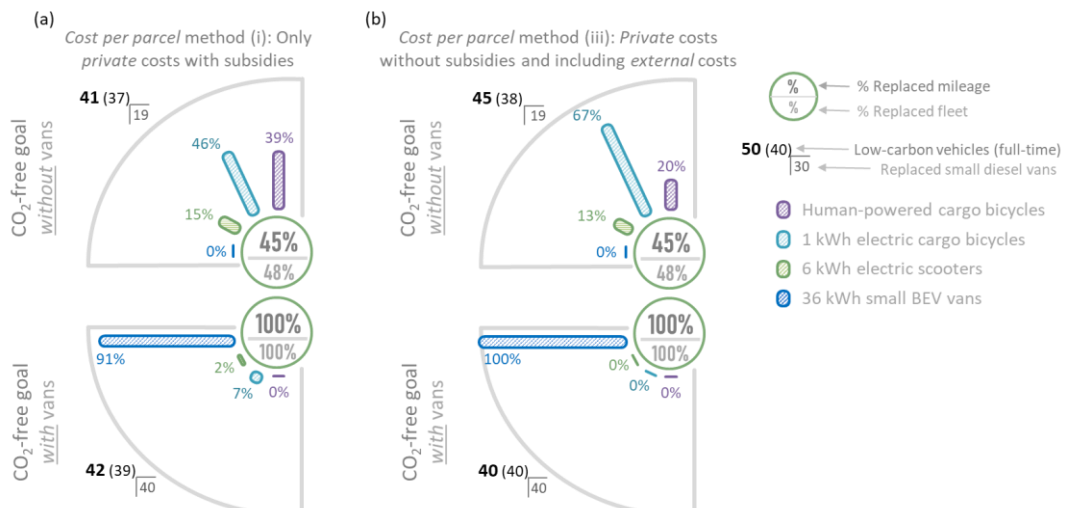 (a)
Cost per parcel method (i): Only
private costs with subsidies
CO2-free goal
without vans
41 (37)
19
46%
39%
15%
0%
45%
48%
CO2-free goal
with vans
100%
100%
91%
2%
7%
0%
42 (39)
40
(b)
Cost per parcel method (iii): Private costs
without subsidies and including external costs
CO2-free goal
without vans
45 (38)
19
67%
20%
13%
0%
45%
48%
CO2-free goal
with vans
100%
100%
100%
0%
0%
0%
40 (40)
40
%
%
% Replaced mileage
% Replaced fleet
50 (40)
30
Low-carbon vehicles (full-time)
Replaced small diesel vans
Human-powered cargo bicycles
1 kWh electric cargo bicycles
6 kWh electric scooters
36 kWh small BEV vans